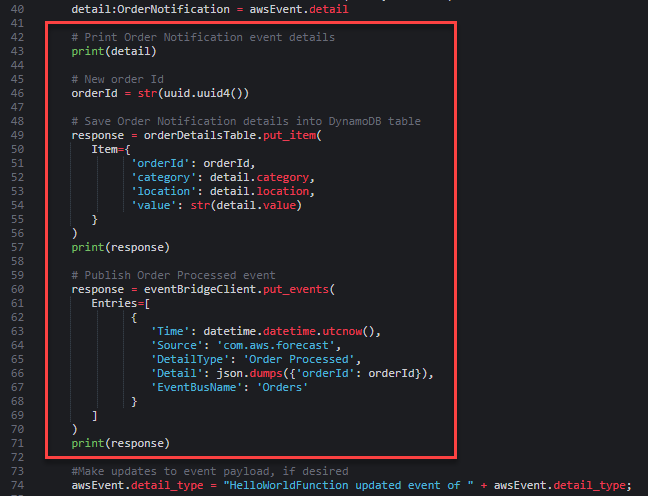 40 detail:OrderNotification = awsEvent.detail
41
42 # Print Order Notification event details
43 print(detail)
44
45 # New order Id
46 orderId = str(uuid.uuid4())
47
48 # Save Order Notification details into DynamoDB table
49 response = orderDetailsTable.put_item(
50 Item={
51 'orderId': orderId,
52 'category': detail.category,
53 'location': detail.location,
54 'value': str(detail.value)
55 }
56 )
57 print(response)
58
59 # Publish Order Processed event
60 response = eventBridgeClient.put_events(
61 Entries=[
62 {
63 'Time': datetime.datetime.utcnow(),
64 'Source': 'com.aws.forecast',
65 'DetailType': 'Order Processed',
66 'Detail': json.dumps({'orderId': orderId}),
67 'EventBusName': 'Orders'
68 }
69 ]
70 )
71 print(response)
72
73 #Make updates to event payload, if desired
74 awsEvent.detail_type = "HelloWorldFunction updated event of " + awsEvent.detail_type;